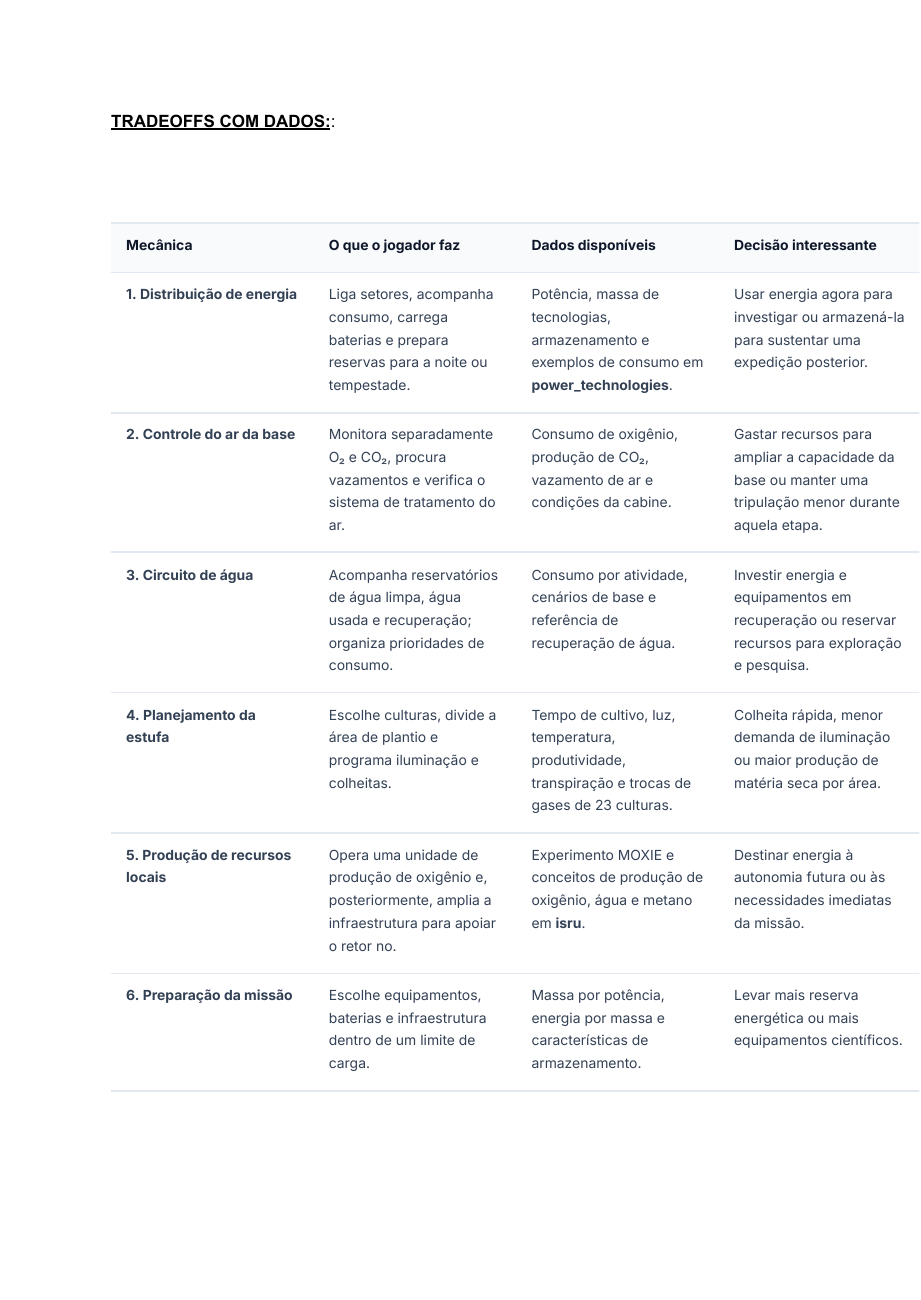 TRADEOFFS COM DADOS::
Mecânica
O que o jogador faz
Dados disponíveis
Decisão interessante
1. Distribuição de energia
Liga setores, acompanha
consumo, carrega
baterias e prepara
reservas para a noite ou
tempestade.
Potência, massa de
tecnologias,
armazenamento e
exemplos de consumo em
power_technologies.
Usar energia agora para
investigar ou armazená-la
para sustentar uma
expedição posterior.
2. Controle do ar da base
Monitora separadamente
O₂ e CO₂, procura
vazamentos e verifica o
sistema de tratamento do
ar.
Consumo de oxigênio,
produção de CO₂,
vazamento de ar e
condições da cabine.
Gastar recursos para
ampliar a capacidade da
base ou manter uma
tripulação menor durante
aquela etapa.
3. Circuito de água
Acompanha reservatórios
de água limpa, água
usada e recuperação;
organiza prioridades de
consumo.
Consumo por atividade,
cenários de base e
referência de
recuperação de água.
Investir energia e
equipamentos em
recuperação ou reservar
recursos para exploração
e pesquisa.
4. Planejamento da
estufa
Escolhe culturas, divide a
área de plantio e
programa iluminação e
colheitas.
Tempo de cultivo, luz,
temperatura,
produtividade,
transpiração e trocas de
gases de 23 culturas.
Colheita rápida, menor
demanda de iluminação
ou maior produção de
matéria seca por área.
5. Produção de recursos
locais
Opera uma unidade de
produção de oxigênio e,
posteriormente, amplia a
infraestrutura para apoiar
o retor no.
Experimento MOXIE e
conceitos de produção de
oxigênio, água e metano
em isru.
Destinar energia à
autonomia futura ou às
necessidades imediatas
da missão.
6. Preparação da missão
Escolhe equipamentos,
baterias e infraestrutura
dentro de um limite de
carga.
Massa por potência,
energia por massa e
características de
armazenamento.
Levar mais reserva
energética ou mais
equipamentos científicos.